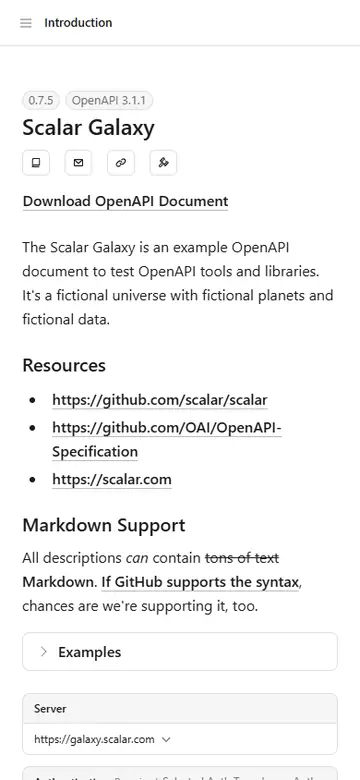 Introduction
0.7.5 OpenAPI 3.1.1
Scalar Galaxy
Download OpenAPI Document
The Scalar Galaxy is an example OpenAPI
document to test OpenAPI tools and libraries.
It's a fictional universe with fictional planets and
fictional data.
Resources
https://github.com/scalar/scalar
https://github.com/OAI/OpenAPI-
Specification
https://scalar.com
Markdown Support
All descriptions can contain tons of text
Markdown. If GitHub supports the syntax,
chances are we're supporting it, too.
Examples
Server
https://galaxy.scalar.com